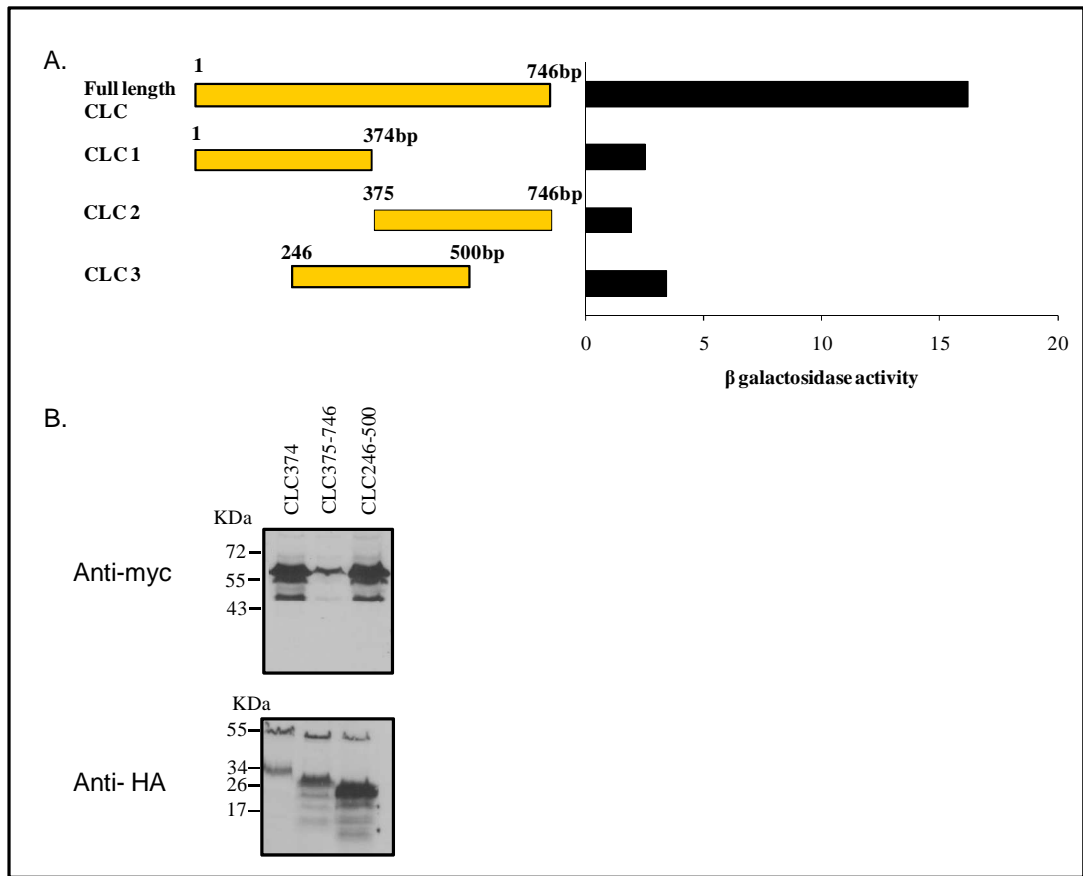 A.
1
746bp
Full length
CLC
1
374bp
CLC 1
375
746bp
CLC 2
246
500bp
CLC 3
0
5
10
15
20
β galactosidase activity
B.
CLC374
CLC375-746
CLC246-500
KDa
72
55
43
Anti-myc
KDa
55
34
26
17
Anti- HA